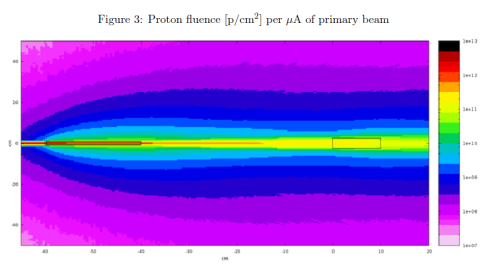 Figure 3: Proton fluence [p/cm²] per μA of primary beam
1e+13
1e+12
1e+11
1e+10
1e+09
1e+08
1e+07
40
20
0
-20
-40
cm
-60 -50 -40 -30 -20 -10 0 10 20
cm